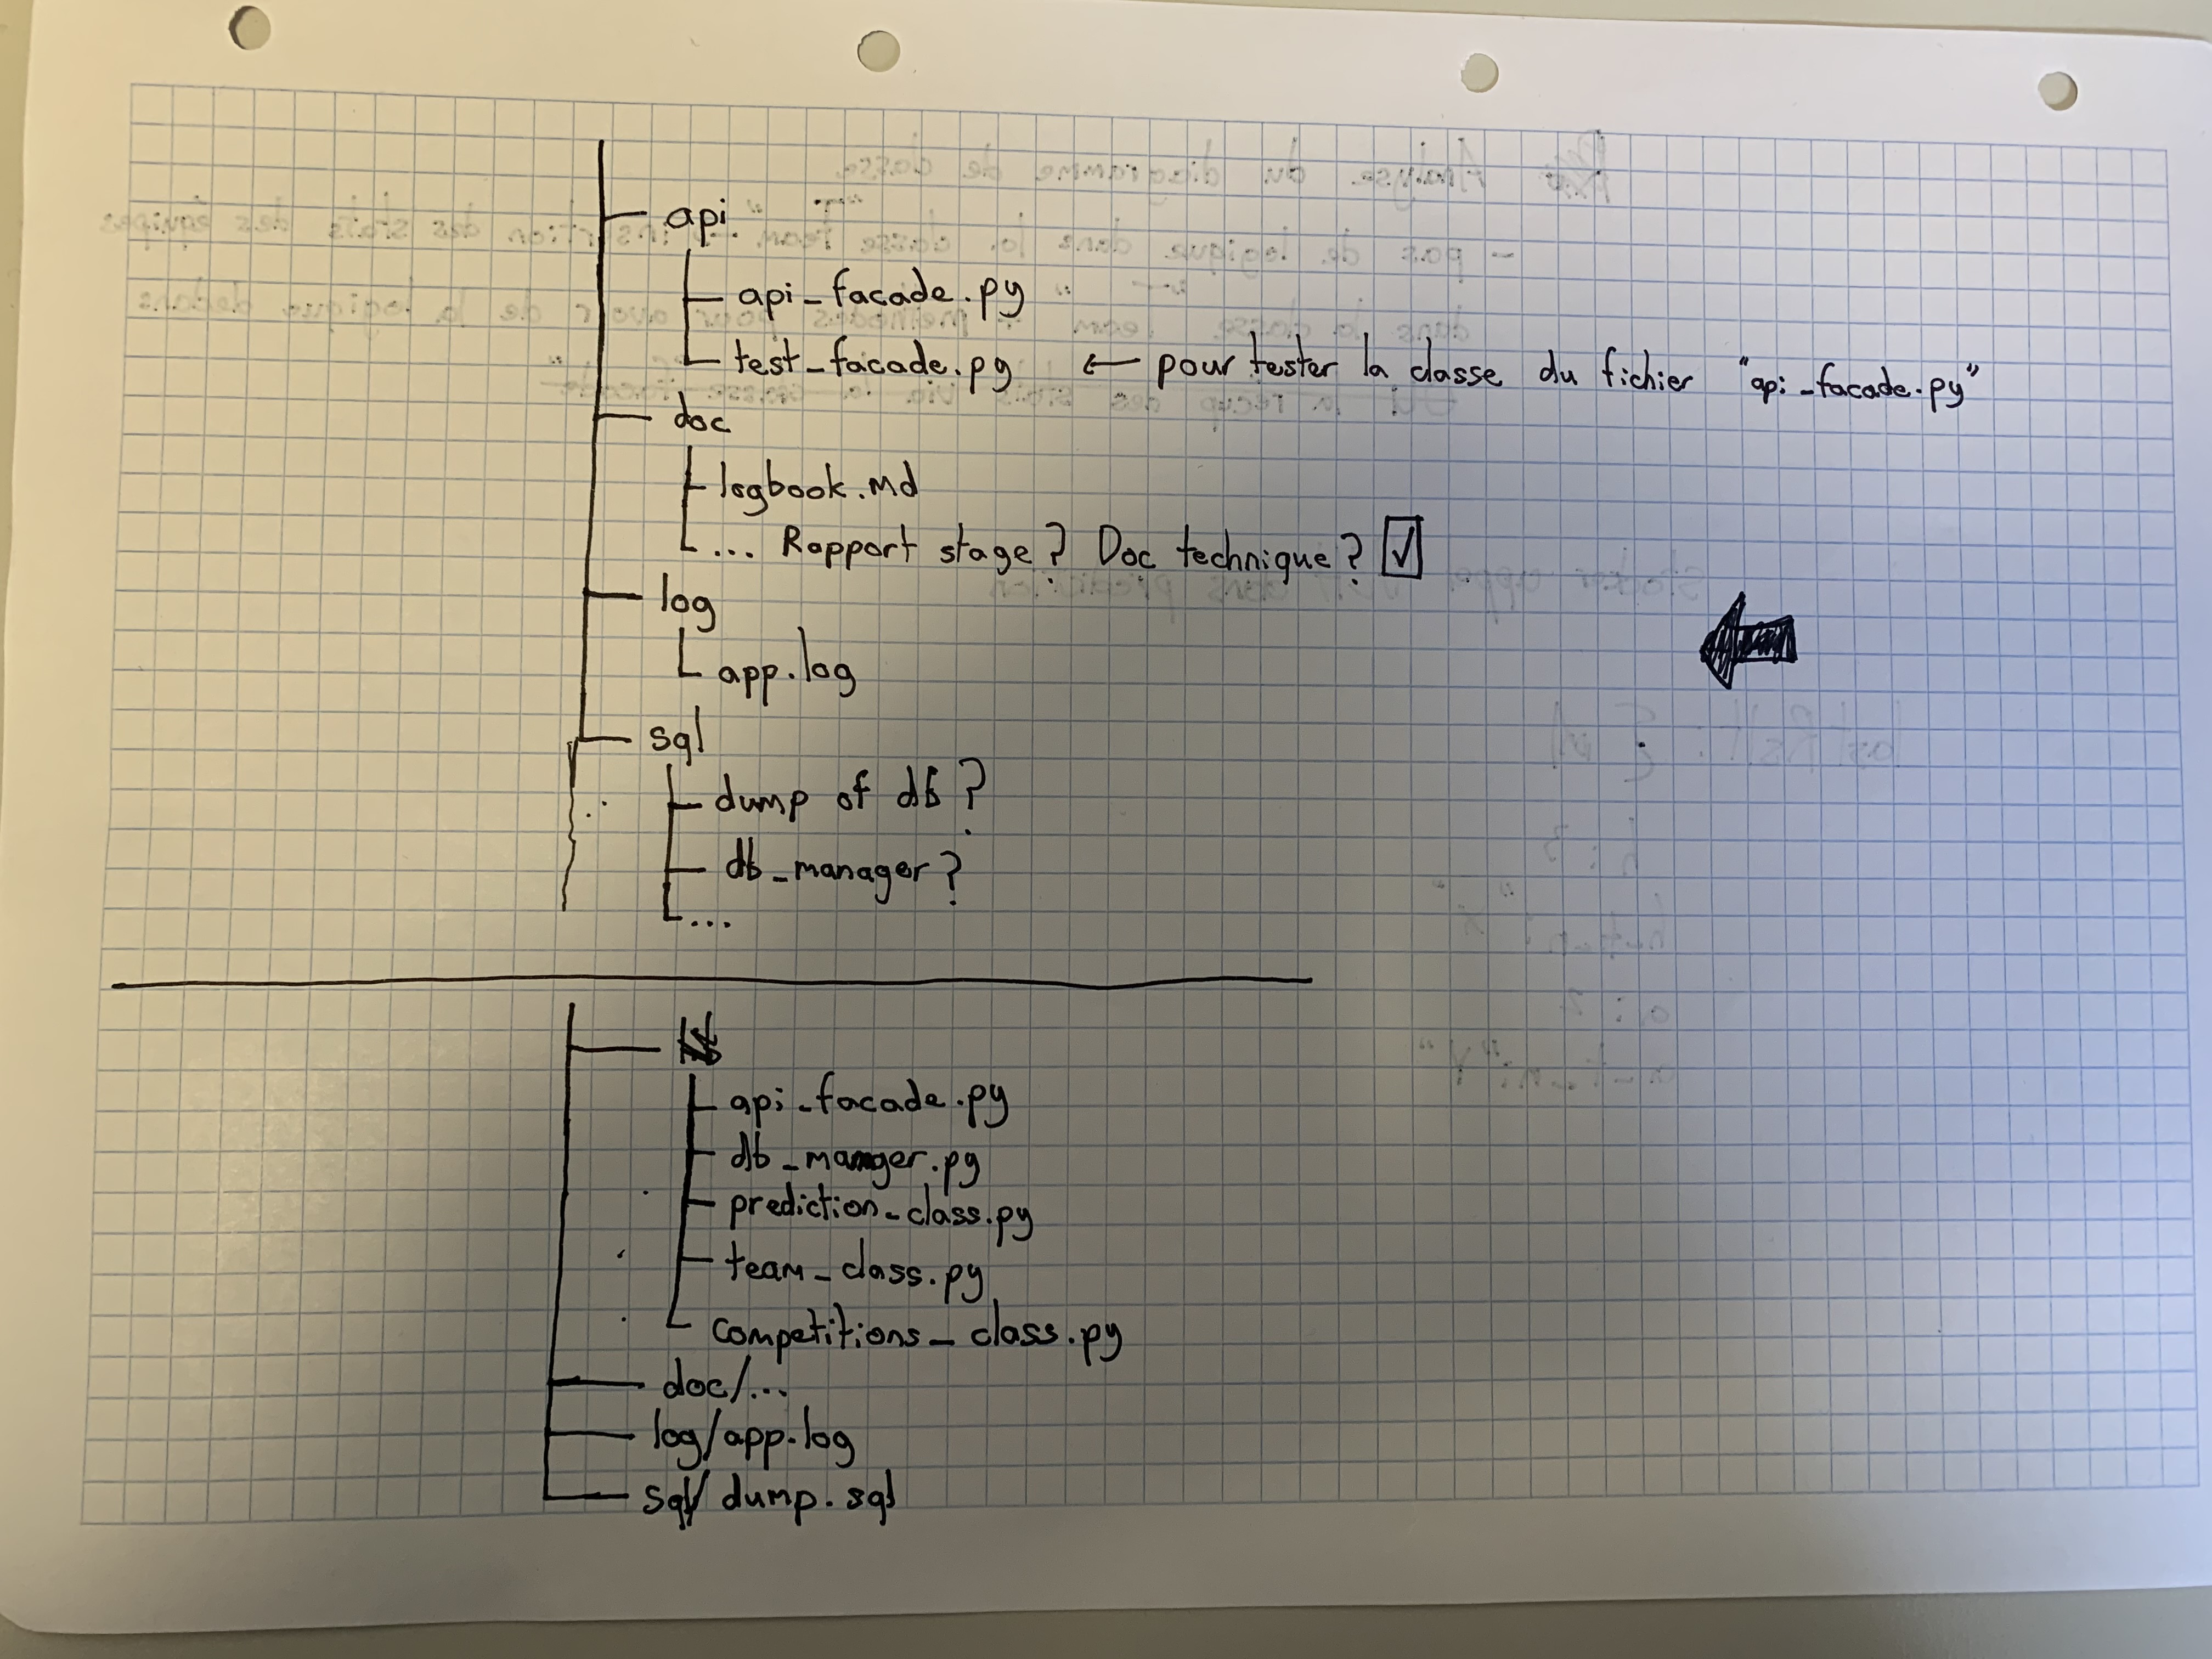 api
api_facade.py
test_facade.py ← pour tester la classe du fichier "api_facade.py"
doc
logbook.md
... Rapport stage? Doc technique? ☑
log
app.log
sql
dump of db?
db_manager?
...
api_facade.py
db_manager.py
prediction_class.py
team_class.py
competitions_class.py
doc/...
log/app.log
sql/dump.sql